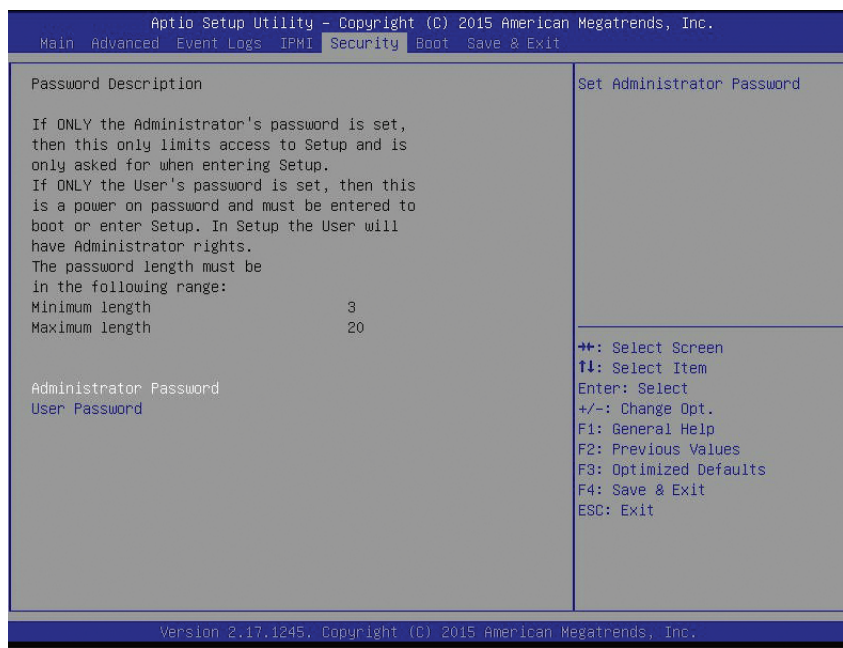 Aptio Setup Utility – Copyright (C) 2015 American Megatrends, Inc.
Main Advanced Event Logs IPMI Security Boot Save & Exit
Password Description
If ONLY the Administrator's password is set,
then this only limits access to Setup and is
only asked for when entering Setup.
If ONLY the User's password is set, then this
is a power on password and must be entered to
boot or enter Setup. In Setup the User will
have Administrator rights.
The password length must be
in the following range:
Minimum length 3
Maximum length 20
Administrator Password
User Password
Set Administrator Password
→←: Select Screen
↑↓: Select Item
Enter: Select
+/-: Change Opt.
F1: General Help
F2: Previous Values
F3: Optimized Defaults
F4: Save & Exit
ESC: Exit
Version 2.17.1245. Copyright (C) 2015 American Megatrends, Inc.